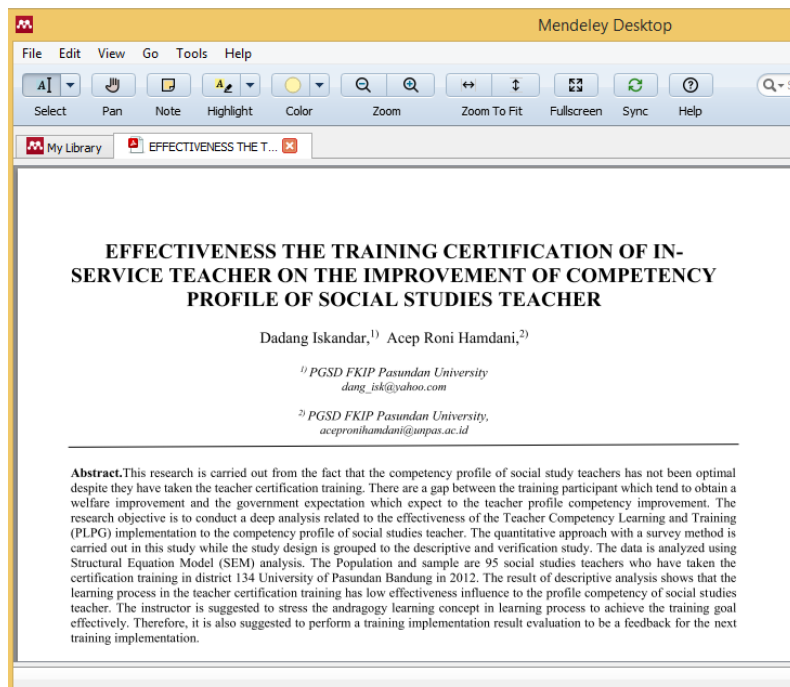 Mendeley Desktop
File Edit View Go Tools Help
Select Pan Note Highlight Color Zoom Zoom To Fit Fullscreen Sync Help
My Library EFFECTIVENESS THE T...
EFFECTIVENESS THE TRAINING CERTIFICATION OF IN-
SERVICE TEACHER ON THE IMPROVEMENT OF COMPETENCY
PROFILE OF SOCIAL STUDIES TEACHER
Dadang Iskandar,1) Acep Roni Hamdani,2)
1) PGSD FKIP Pasundan University
dang_isk@yahoo.com
2) PGSD FKIP Pasundan University,
acepronihamdani@unpas.ac.id
Abstract.This research is carried out from the fact that the competency profile of social study teachers has not been optimal
despite they have taken the teacher certification training. There are a gap between the training participant which tend to obtain a
welfare improvement and the government expectation which expect to the teacher profile competency improvement. The
research objective is to conduct a deep analysis related to the effectiveness of the Teacher Competency Learning and Training
(PLPG) implementation to the competency profile of social studies teacher. The quantitative approach with a survey method is
carried out in this study while the study design is grouped to the descriptive and verification study. The data is analyzed using
Structural Equation Model (SEM) analysis. The Population and sample are 95 social studies teachers who have taken the
certification training in district 134 University of Pasundan Bandung in 2012. The result of descriptive analysis shows that the
learning process in the teacher certification training has low effectiveness influence to the profile competency of social studies
teacher. The instructor is suggested to stress the andragogy learning concept in learning process to achieve the training goal
effectively. Therefore, it is also suggested to perform a training implementation result evaluation to be a feedback for the next
training implementation.